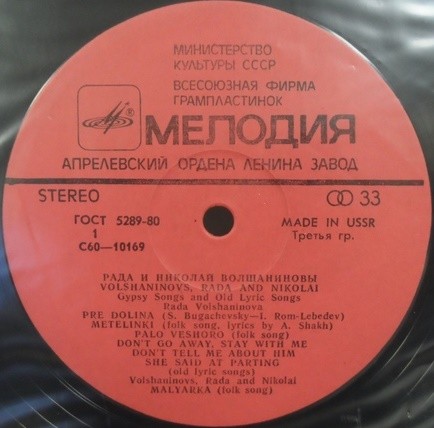 МИНИСТЕРСТВО
КУЛЬТУРЫ СССР
ВСЕСОЮЗНАЯ ФИРМА
ГРАМПЛАСТИНОК
МЕЛОДИЯ
АПРЕЛЕВСКИЙ ОРДЕНА ЛЕНИНА ЗАВОД
STEREO 33
ГОСТ 5289-80 MADE IN USSR
1 Третья гр.
С60—10169
РАДА И НИКОЛАЙ ВОЛШАНИНОВЫ
VOLSHANINOVS, RADA AND NIKOLAI
Gypsy Songs and Old Lyric Songs
Rada Volshaninova
PRE DOLINA (S. Bugachevsky—I. Rom-Lebedev)
METELINKI (folk song, lyrics by A. Shakh)
PALO VESHORO (folk song)
DON'T GO AWAY, STAY WITH ME
DON'T TELL ME ABOUT HIM
SHE SAID AT PARTING
(old lyric songs)
Volshaninovs, Rada and Nikolai
MALYARKA (folk song)